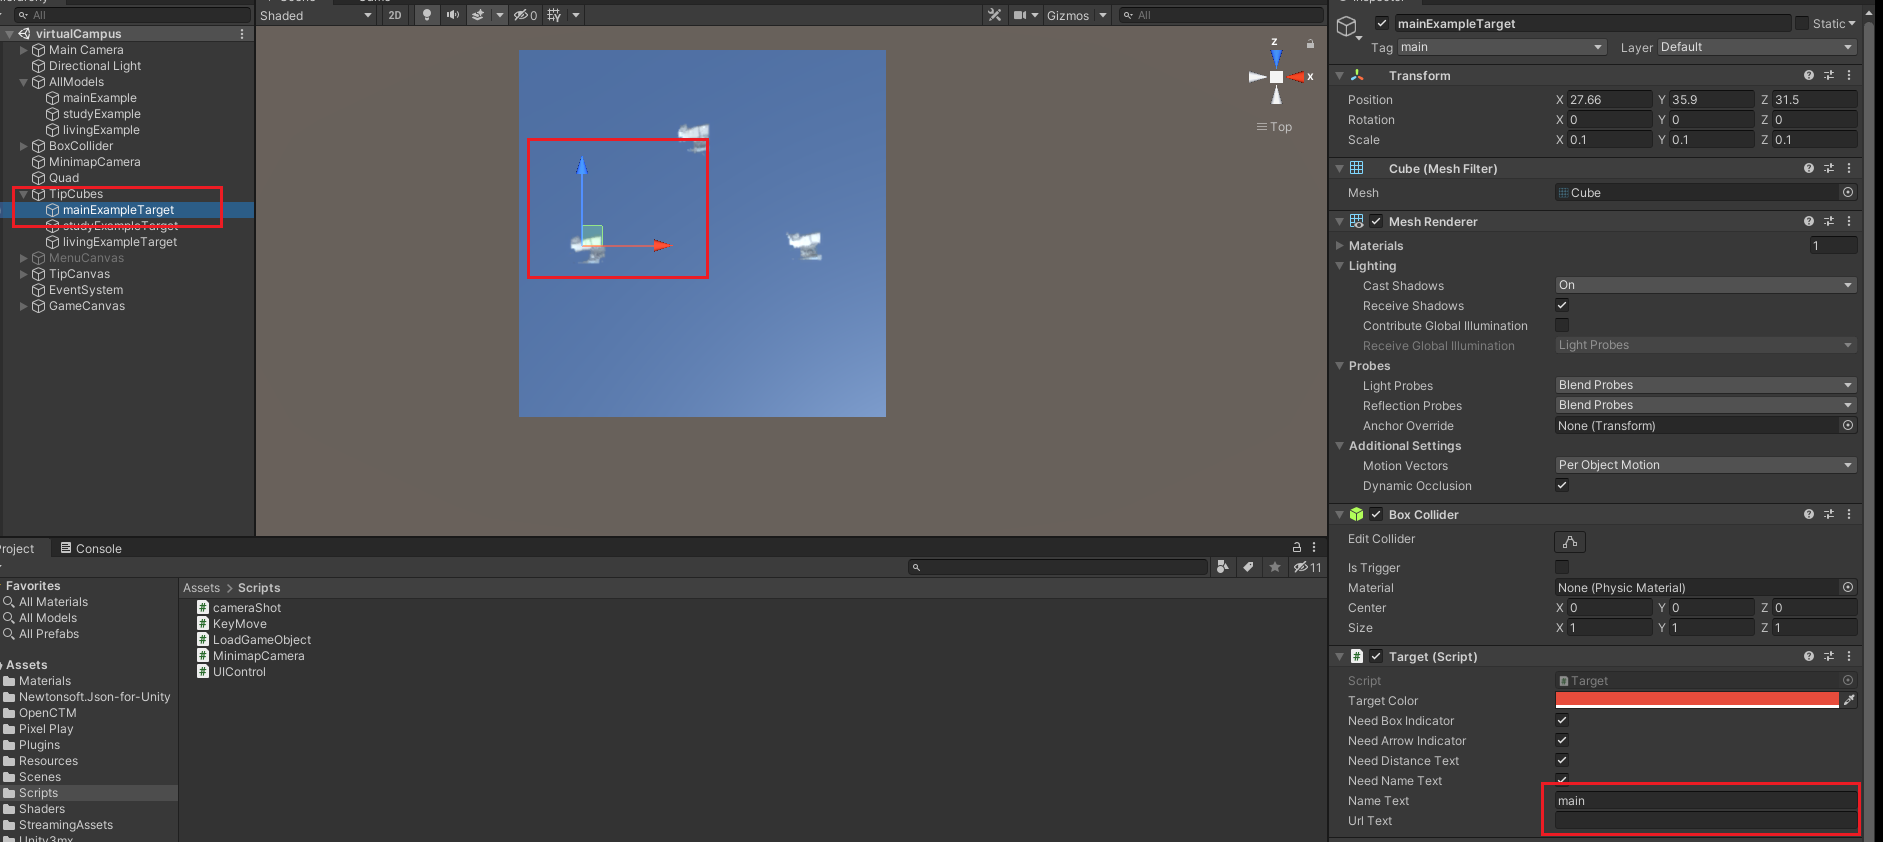 All
Shaded
2D
0
Gizmos
All
virtualCampus
Main Camera
Directional Light
AllModels
mainExample
studyExample
livingExample
BoxCollider
MinimapCamera
Quad
TipCubes
mainExampleTarget
studyExampleTarget
livingExampleTarget
MenuCanvas
TipCanvas
EventSystem
GameCanvas
z
x
Top
Project
Console
11
Favorites
All Materials
All Models
All Prefabs
Assets
Materials
Newtonsoft.Json-for-Unity
OpenCTM
Pixel Play
Plugins
Resources
Scenes
Scripts
Shaders
StreamingAssets
Unity3mx
Assets > Scripts
cameraShot
KeyMove
LoadGameObject
MinimapCamera
UIControl
mainExampleTarget
Static
Tag main Layer Default
Transform
Position X 27.66 Y 35.9 Z 31.5
Rotation X 0 Y 0 Z 0
Scale X 0.1 Y 0.1 Z 0.1
Cube (Mesh Filter)
Mesh Cube
Mesh Renderer
Materials 1
Lighting
Cast Shadows On
Receive Shadows
Contribute Global Illumination
Receive Global Illumination Light Probes
Probes
Light Probes Blend Probes
Reflection Probes Blend Probes
Anchor Override None (Transform)
Additional Settings
Motion Vectors Per Object Motion
Dynamic Occlusion
Box Collider
Edit Collider
Is Trigger
Material None (Physic Material)
Center X 0 Y 0 Z 0
Size X 1 Y 1 Z 1
Target (Script)
Script Target
Target Color
Need Box Indicator
Need Arrow Indicator
Need Distance Text
Need Name Text
Name Text main
Url Text